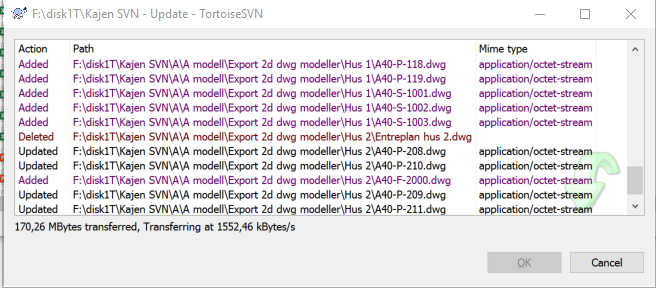 F:\disk1T\Kajen SVN - Update - TortoiseSVN
Action Path Mime type
Added F:\disk1T\Kajen SVN\A\A modell\Export 2d dwg modeller\Hus 1\A40-P-118.dwg application/octet-stream
Added F:\disk1T\Kajen SVN\A\A modell\Export 2d dwg modeller\Hus 1\A40-P-119.dwg application/octet-stream
Added F:\disk1T\Kajen SVN\A\A modell\Export 2d dwg modeller\Hus 1\A40-S-1001.dwg application/octet-stream
Added F:\disk1T\Kajen SVN\A\A modell\Export 2d dwg modeller\Hus 1\A40-S-1002.dwg application/octet-stream
Added F:\disk1T\Kajen SVN\A\A modell\Export 2d dwg modeller\Hus 1\A40-S-1003.dwg application/octet-stream
Deleted F:\disk1T\Kajen SVN\A\A modell\Export 2d dwg modeller\Hus 2\Entreplan hus 2.dwg
Updated F:\disk1T\Kajen SVN\A\A modell\Export 2d dwg modeller\Hus 2\A40-P-208.dwg application/octet-stream
Updated F:\disk1T\Kajen SVN\A\A modell\Export 2d dwg modeller\Hus 2\A40-P-210.dwg application/octet-stream
Added F:\disk1T\Kajen SVN\A\A modell\Export 2d dwg modeller\Hus 2\A40-F-2000.dwg application/octet-stream
Updated F:\disk1T\Kajen SVN\A\A modell\Export 2d dwg modeller\Hus 2\A40-P-209.dwg application/octet-stream
Updated F:\disk1T\Kajen SVN\A\A modell\Export 2d dwg modeller\Hus 2\A40-P-211.dwg application/octet-stream
170,26 MBytes transferred, Transferring at 1552,46 kBytes/s
OK Cancel